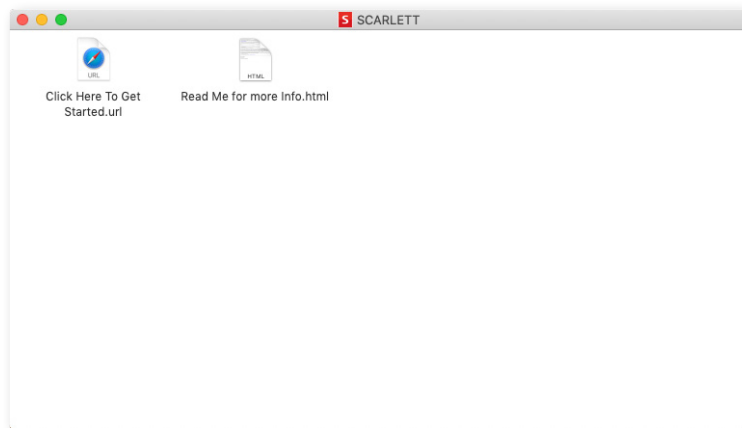 S SCARLETT
URL
HTML
Click Here To Get
Started.url
Read Me for more Info.html